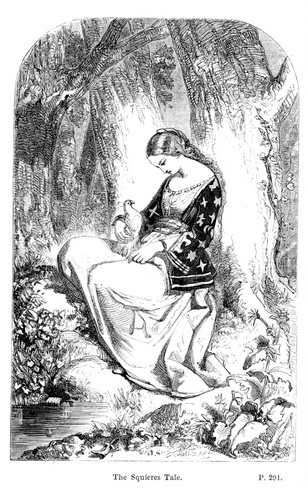 The Squieres Tale. P. 291.